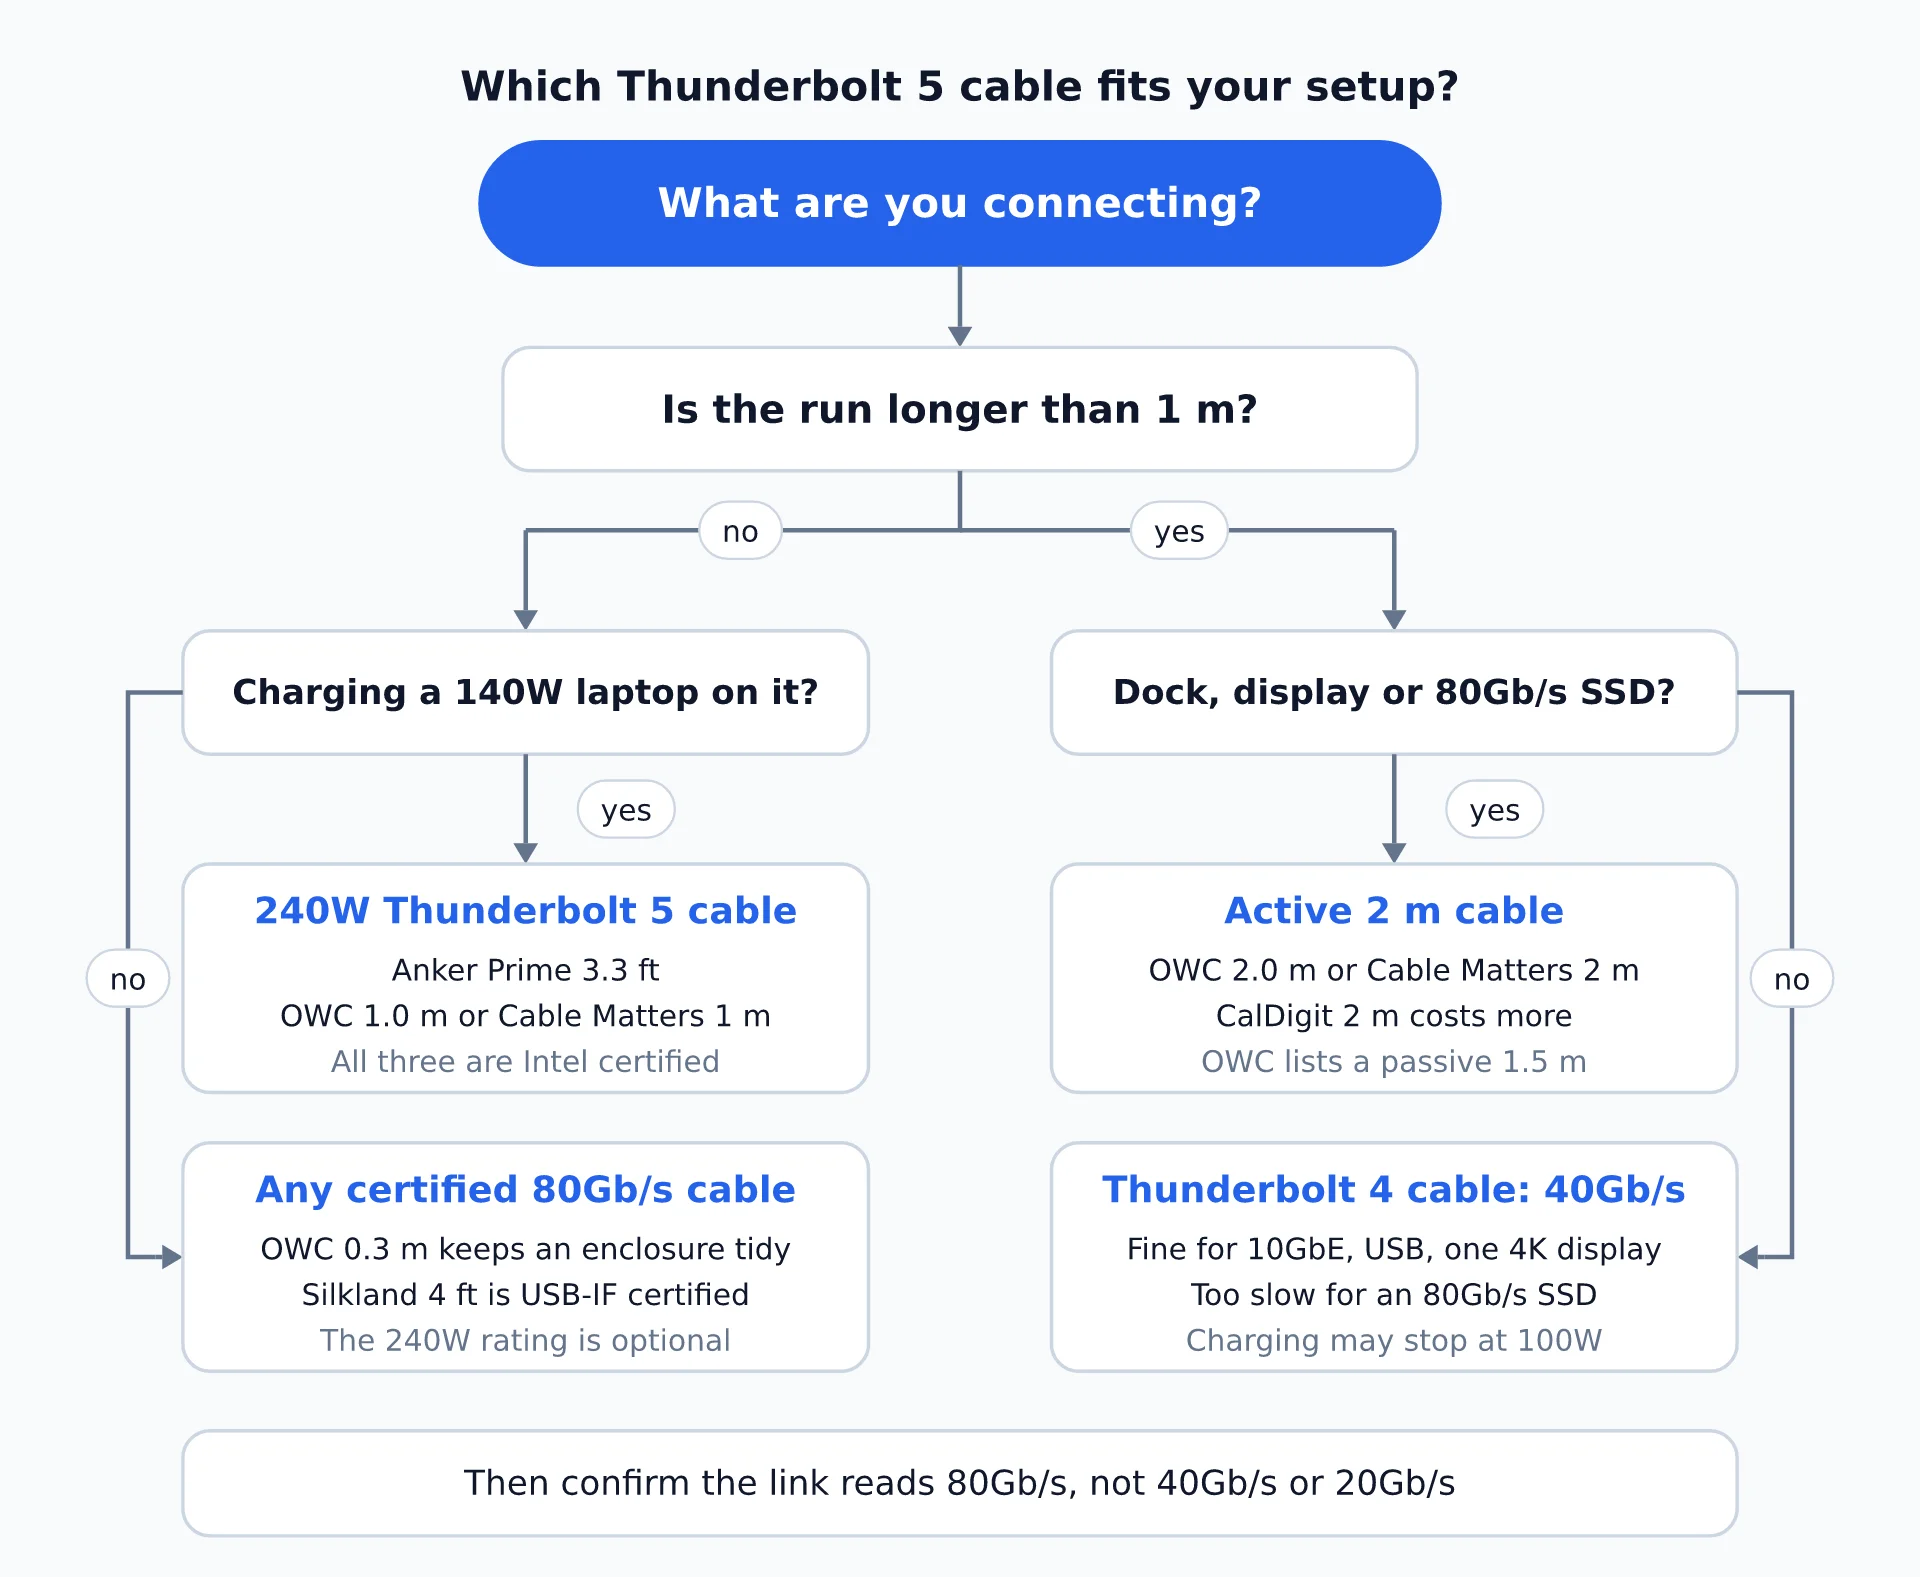 Which Thunderbolt 5 cable fits your setup?
What are you connecting?
Is the run longer than 1 m?
no
yes
Charging a 140W laptop on it?
Dock, display or 80Gb/s SSD?
yes
yes
240W Thunderbolt 5 cable
Anker Prime 3.3 ft
OWC 1.0 m or Cable Matters 1 m
All three are Intel certified
Active 2 m cable
OWC 2.0 m or Cable Matters 2 m
CalDigit 2 m costs more
OWC lists a passive 1.5 m
no
no
Any certified 80Gb/s cable
OWC 0.3 m keeps an enclosure tidy
Silkland 4 ft is USB-IF certified
The 240W rating is optional
Thunderbolt 4 cable: 40Gb/s
Fine for 10GbE, USB, one 4K display
Too slow for an 80Gb/s SSD
Charging may stop at 100W
Then confirm the link reads 80Gb/s, not 40Gb/s or 20Gb/s